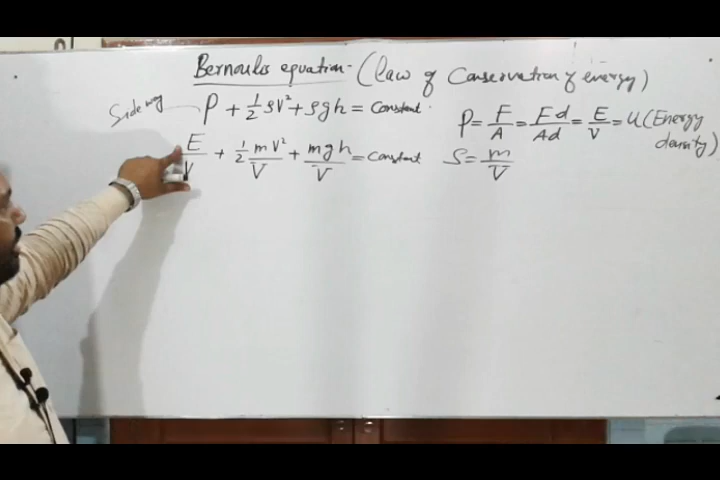 Bernoulis equation - (Law of Conservation of energy)
Side way P + 1/2 ρV² + ρgh = Constant.
P = F/A = Fd/Ad = E/V = U (Energy density)
E/V + 1/2 mV²/V + mgh/V = Constant
ρ = m/V